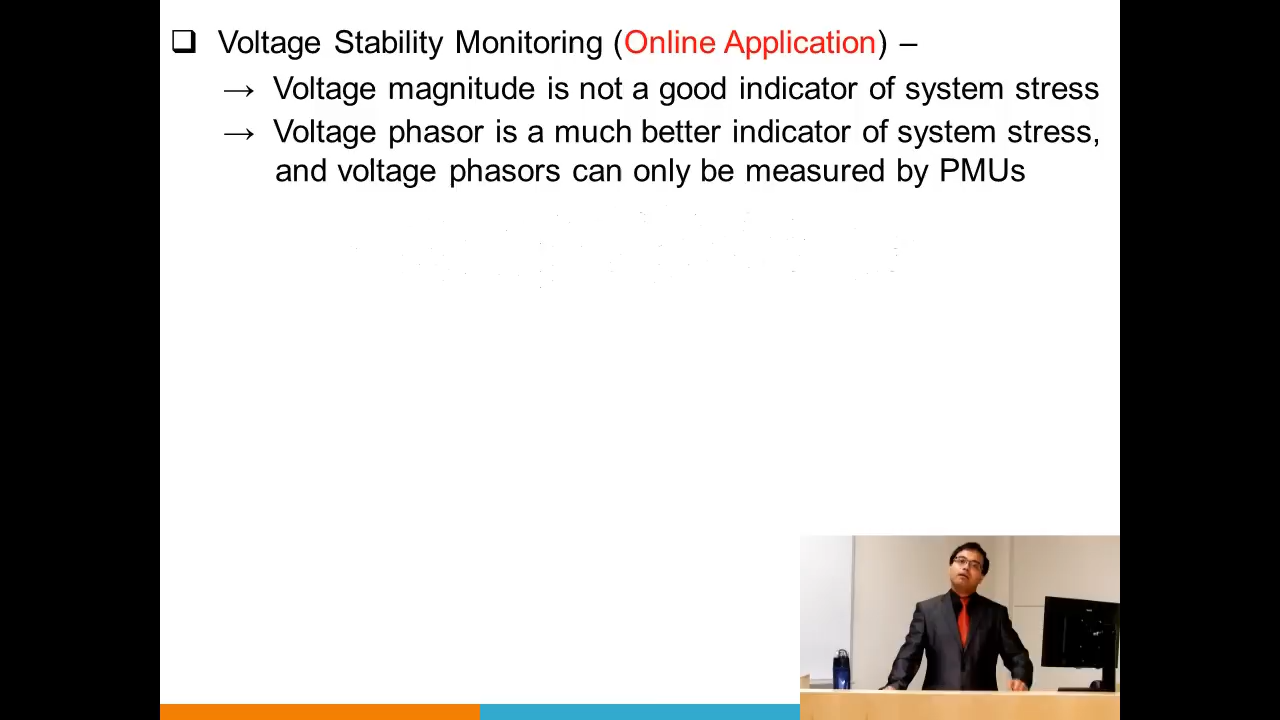 ❑ Voltage Stability Monitoring (Online Application) –
→ Voltage magnitude is not a good indicator of system stress
→ Voltage phasor is a much better indicator of system stress,
and voltage phasors can only be measured by PMUs